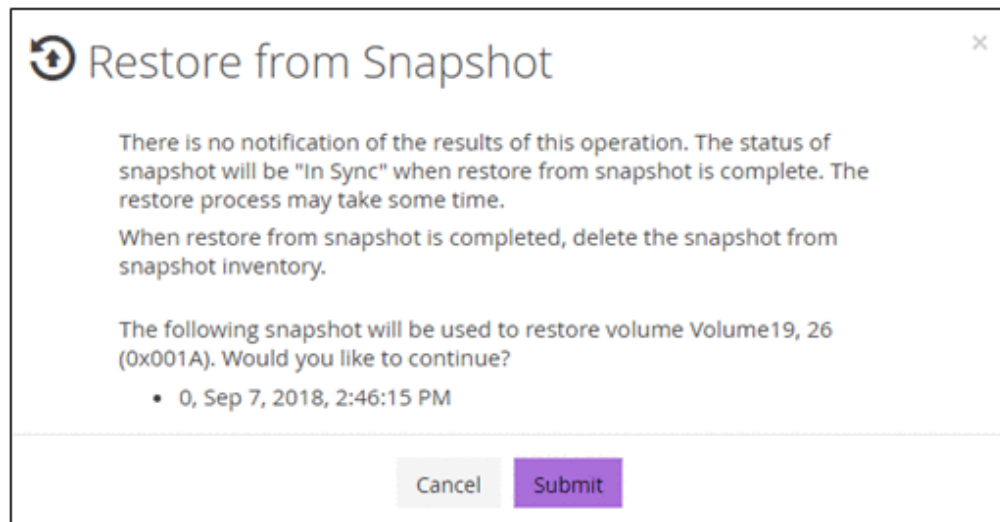 Restore from Snapshot
×
There is no notification of the results of this operation. The status of
snapshot will be "In Sync" when restore from snapshot is complete. The
restore process may take some time.
When restore from snapshot is completed, delete the snapshot from
snapshot inventory.
The following snapshot will be used to restore volume Volume19, 26
(0x001A). Would you like to continue?
• 0, Sep 7, 2018, 2:46:15 PM
Cancel
Submit